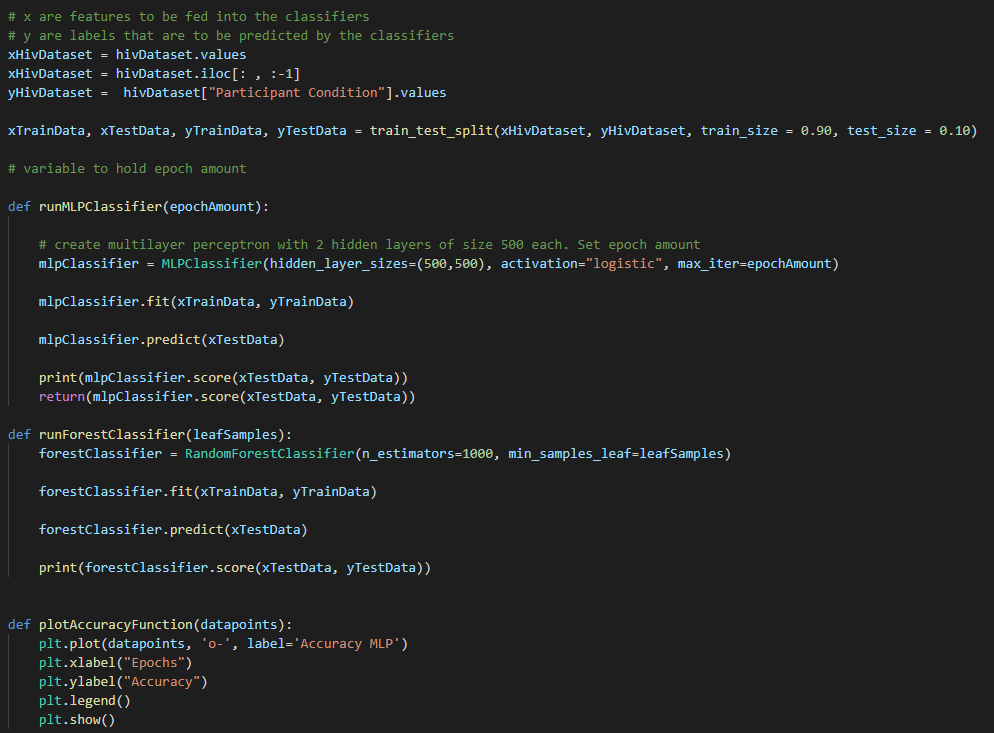 # x are features to be fed into the classifiers
# y are labels that are to be predicted by the classifiers
xHivDataset = hivDataset.values
xHivDataset = hivDataset.iloc[: , :-1]
yHivDataset =  hivDataset["Participant Condition"].values
xTrainData, xTestData, yTrainData, yTestData = train_test_split(xHivDataset, yHivDataset, train_size = 0.90, test_size = 0.10)
# variable to hold epoch amount
def runMLPClassifier(epochAmount):
    # create multilayer perceptron with 2 hidden layers of size 500 each. Set epoch amount
    mlpClassifier = MLPClassifier(hidden_layer_sizes=(500,500), activation="logistic", max_iter=epochAmount)
    mlpClassifier.fit(xTrainData, yTrainData)
    mlpClassifier.predict(xTestData)
    print(mlpClassifier.score(xTestData, yTestData))
    return(mlpClassifier.score(xTestData, yTestData))
def runForestClassifier(leafSamples):
    forestClassifier = RandomForestClassifier(n_estimators=1000, min_samples_leaf=leafSamples)
    forestClassifier.fit(xTrainData, yTrainData)
    forestClassifier.predict(xTestData)
    print(forestClassifier.score(xTestData, yTestData))
def plotAccuracyFunction(datapoints):
    plt.plot(datapoints, 'o-', label='Accuracy MLP')
    plt.xlabel("Epochs")
    plt.ylabel("Accuracy")
    plt.legend()
    plt.show()